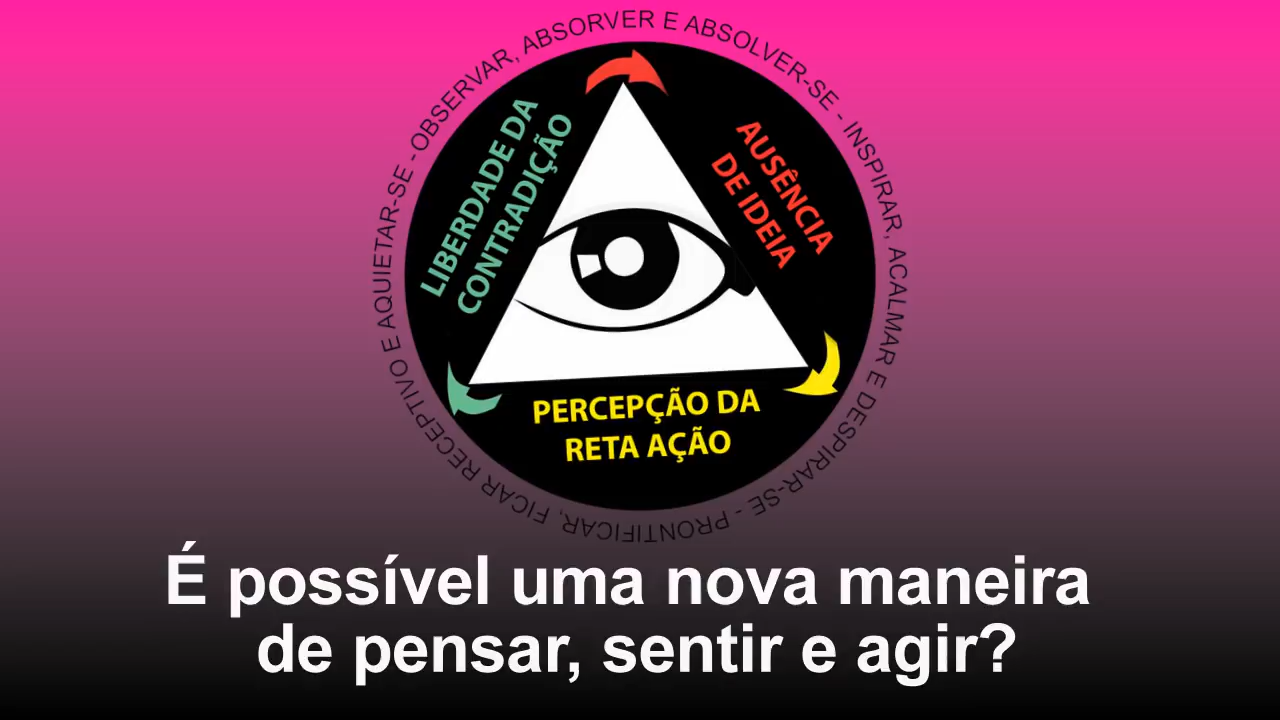 OBSERVAR, ABSORVER E ABSOLVER-SE - INSPIRAR, ACALMAR E DESPIRAR-SE - PRONTIFICAR, FICAR RECEPTIVO E AQUIETAR-SE -
LIBERDADE DA
CONTRADIÇÃO
AUSÊNCIA
DE IDEIA
PERCEPÇÃO DA
RETA AÇÃO
É possível uma nova maneira
de pensar, sentir e agir?